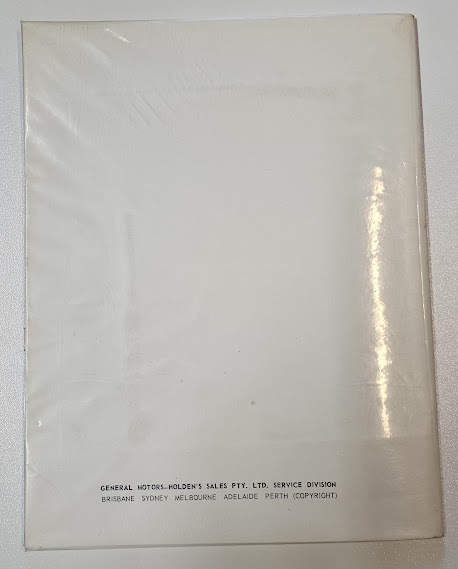 GENERAL MOTORS-HOLDEN'S SALES PTY. LTD. SERVICE DIVISION
BRISBANE SYDNEY MELBOURNE ADELAIDE PERTH (COPYRIGHT)